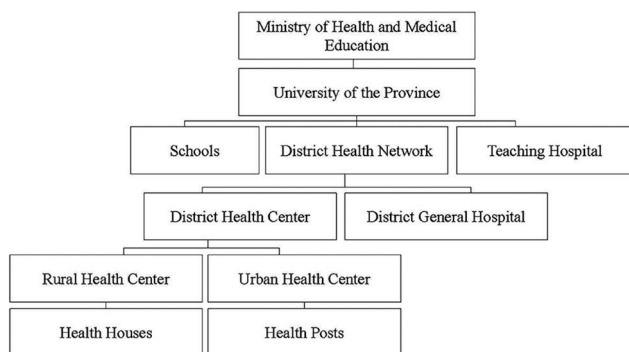 Ministry of Health and Medical
Education
University of the Province
Schools
District Health Network
Teaching Hospital
District Health Center
District General Hospital
Rural Health Center
Urban Health Center
Health Houses
Health Posts